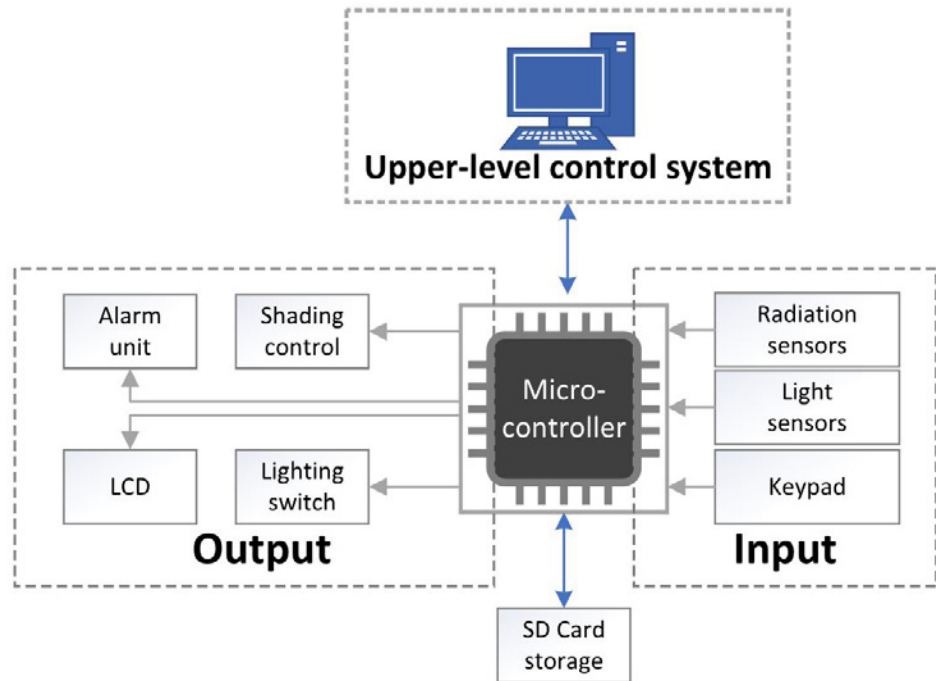 Upper-level control system
Alarm
unit
Shading
control
LCD
Lighting
switch
Output
Micro-
controller
Radiation
sensors
Light
sensors
Keypad
Input
SD Card
storage